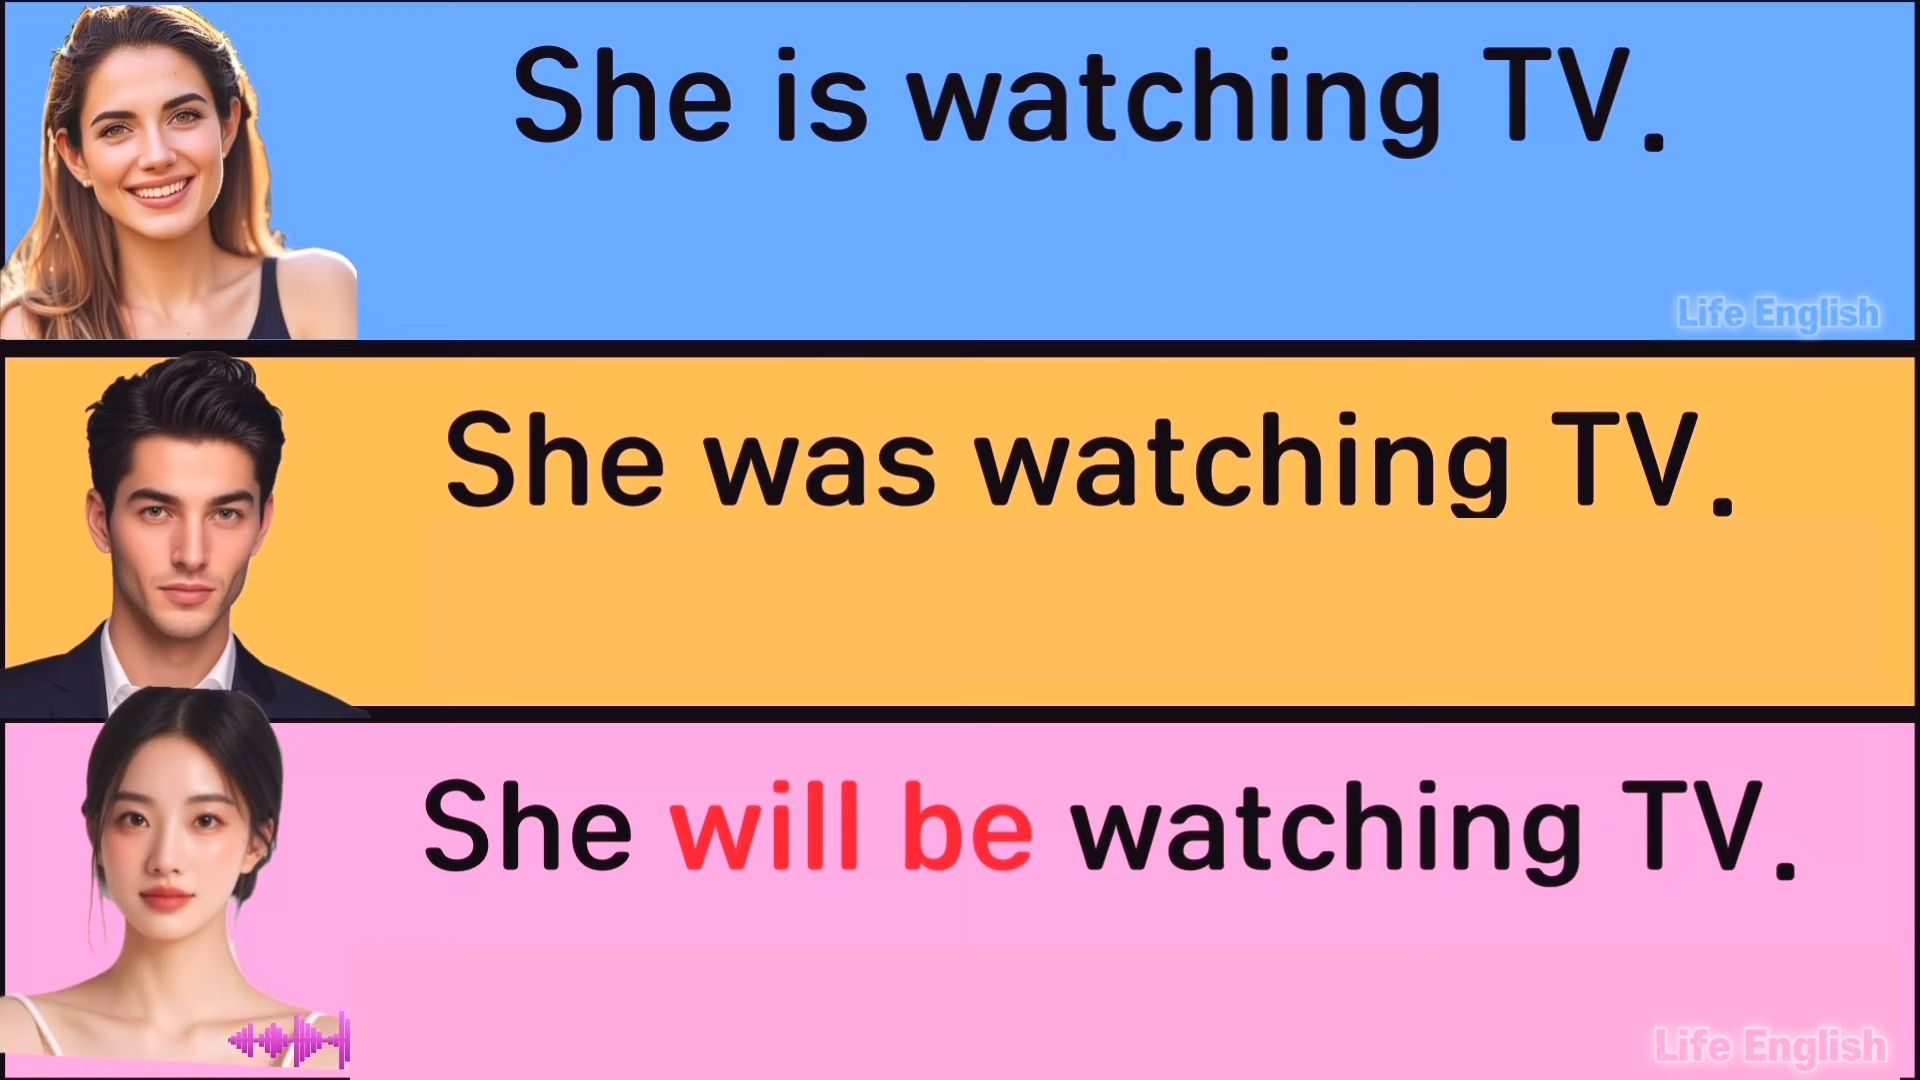 She is watching TV.
Life English
She was watching TV.
She will be watching TV.
Life English